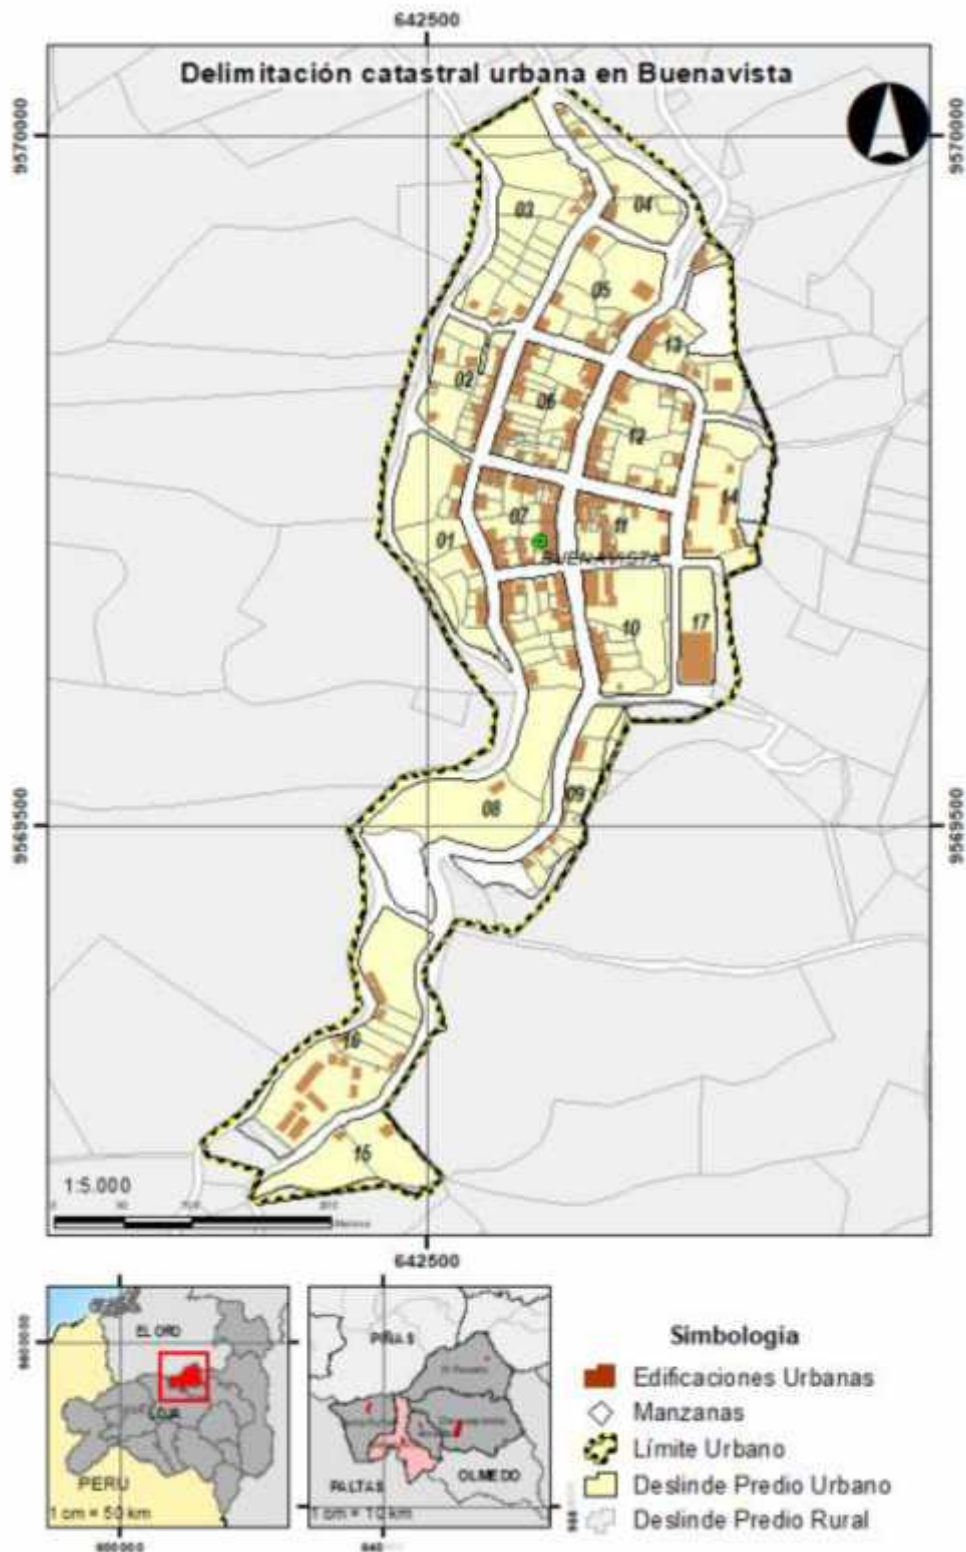 642500
Delimitación catastral urbana en Buenavista
9570000
9570000
03
04
05
13
02
06
12
14
07
11
01
BUENAVISTA
10
17
08
09
9569500
9569500
16
15
1:5.000
642500
EL ORO
LOJA
PERU
1 cm = 50 km
600000
PIÑAS
PALTAS
OLMEDO
1 cm = 10 km
Simbología
Edificaciones Urbanas
Manzanas
Límite Urbano
Deslinde Predio Urbano
Deslinde Predio Rural